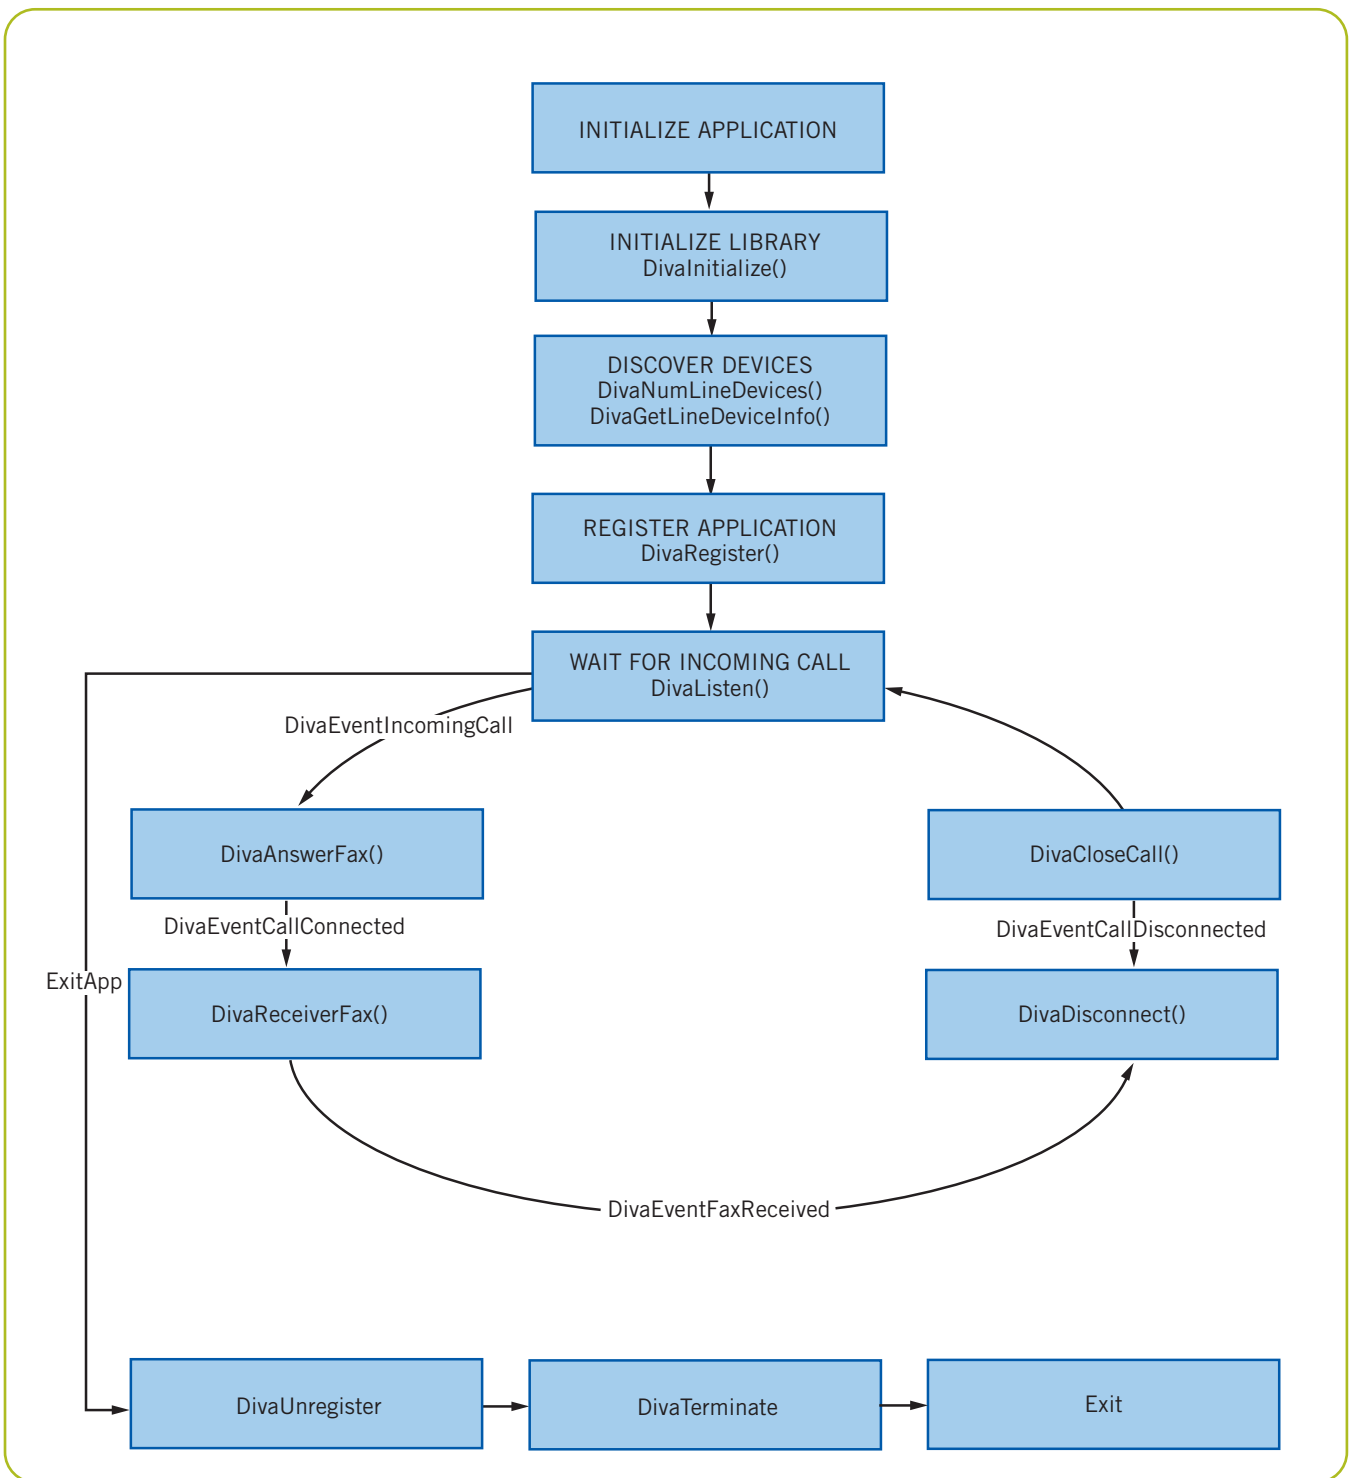 INITIALIZE APPLICATION
INITIALIZE LIBRARY
DivaInitialize()
DISCOVER DEVICES
DivaNumLineDevices()
DivaGetLineDeviceInfo()
REGISTER APPLICATION
DivaRegister()
WAIT FOR INCOMING CALL
DivaListen()
DivaEventIncomingCall
DivaAnswerFax()
DivaCloseCall()
DivaEventCallConnected
DivaEventCallDisconnected
ExitApp
DivaReceiverFax()
DivaDisconnect()
DivaEventFaxReceived
DivaUnregister
DivaTerminate
Exit